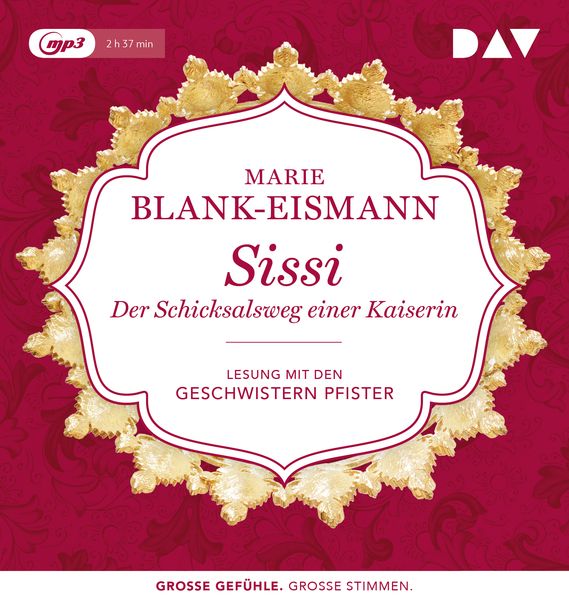 mp3 2 h 37 min
DAV
MARIE
BLANK-EISMANN
Sissi
Der Schicksalsweg einer Kaiserin
LESUNG MIT DEN
GESCHWISTERN PFISTER
GROSSE GEFÜHLE. GROSSE STIMMEN.